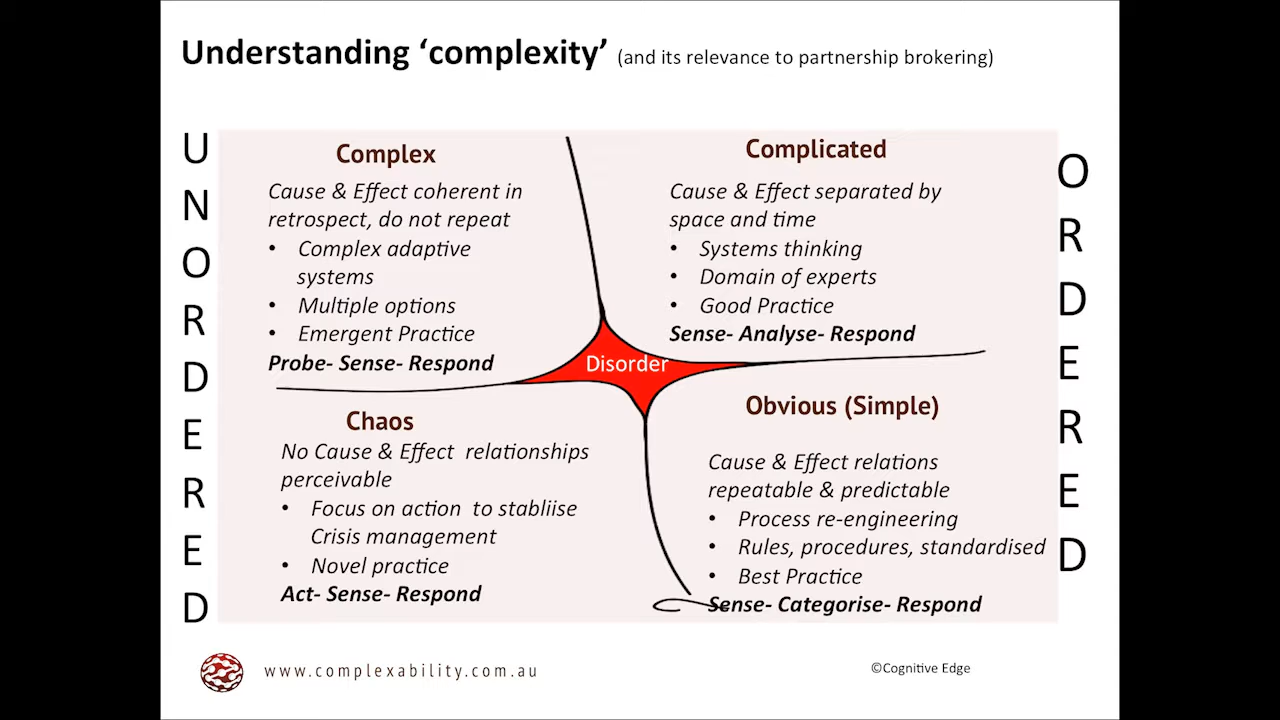 Understanding ‘complexity’ (and its relevance to partnership brokering)
UNORDERED
Complex
Cause & Effect coherent in
retrospect, do not repeat
• Complex adaptive
systems
• Multiple options
• Emergent Practice
Probe- Sense- Respond
Complicated
Cause & Effect separated by
space and time
• Systems thinking
• Domain of experts
• Good Practice
Sense- Analyse- Respond
ORDERED
Disorder
Chaos
No Cause & Effect relationships
perceivable
• Focus on action to stabliise
Crisis management
• Novel practice
Act- Sense- Respond
Obvious (Simple)
Cause & Effect relations
repeatable & predictable
• Process re-engineering
• Rules, procedures, standardised
• Best Practice
Sense- Categorise- Respond
www.complexability.com.au
©Cognitive Edge